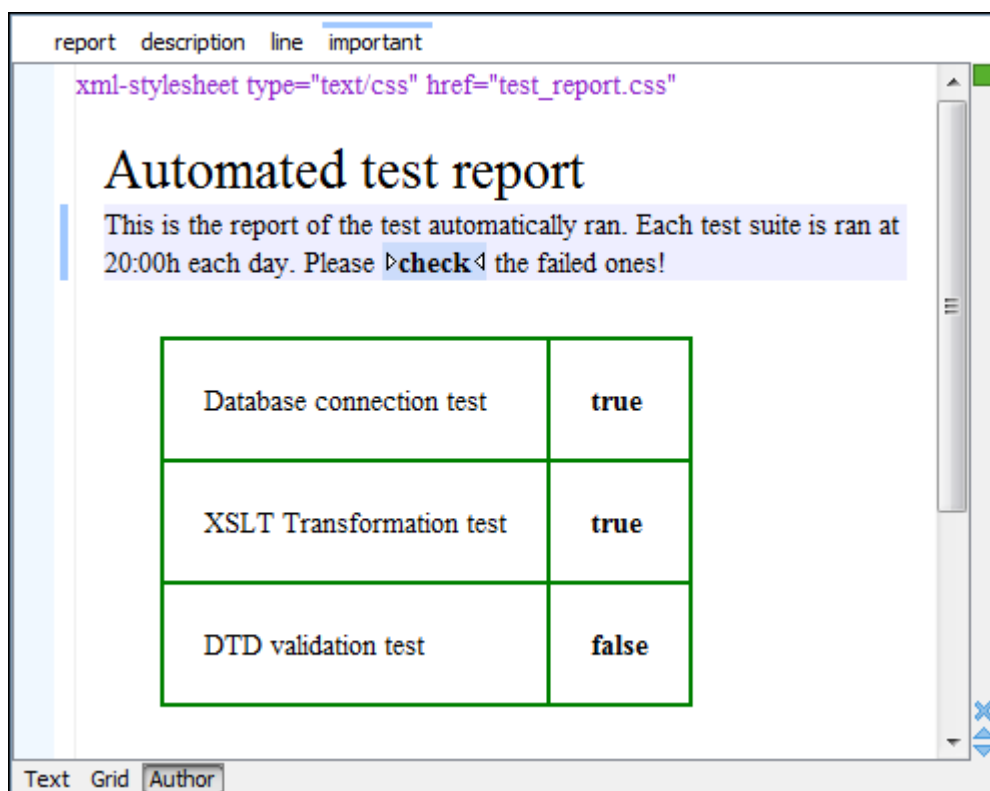 report description line important
xml-stylesheet type="text/css" href="test_report.css"
Automated test report
This is the report of the test automatically ran. Each test suite is ran at
20:00h each day. Please check the failed ones!
Database connection test true
XSLT Transformation test true
DTD validation test false
Text Grid Author